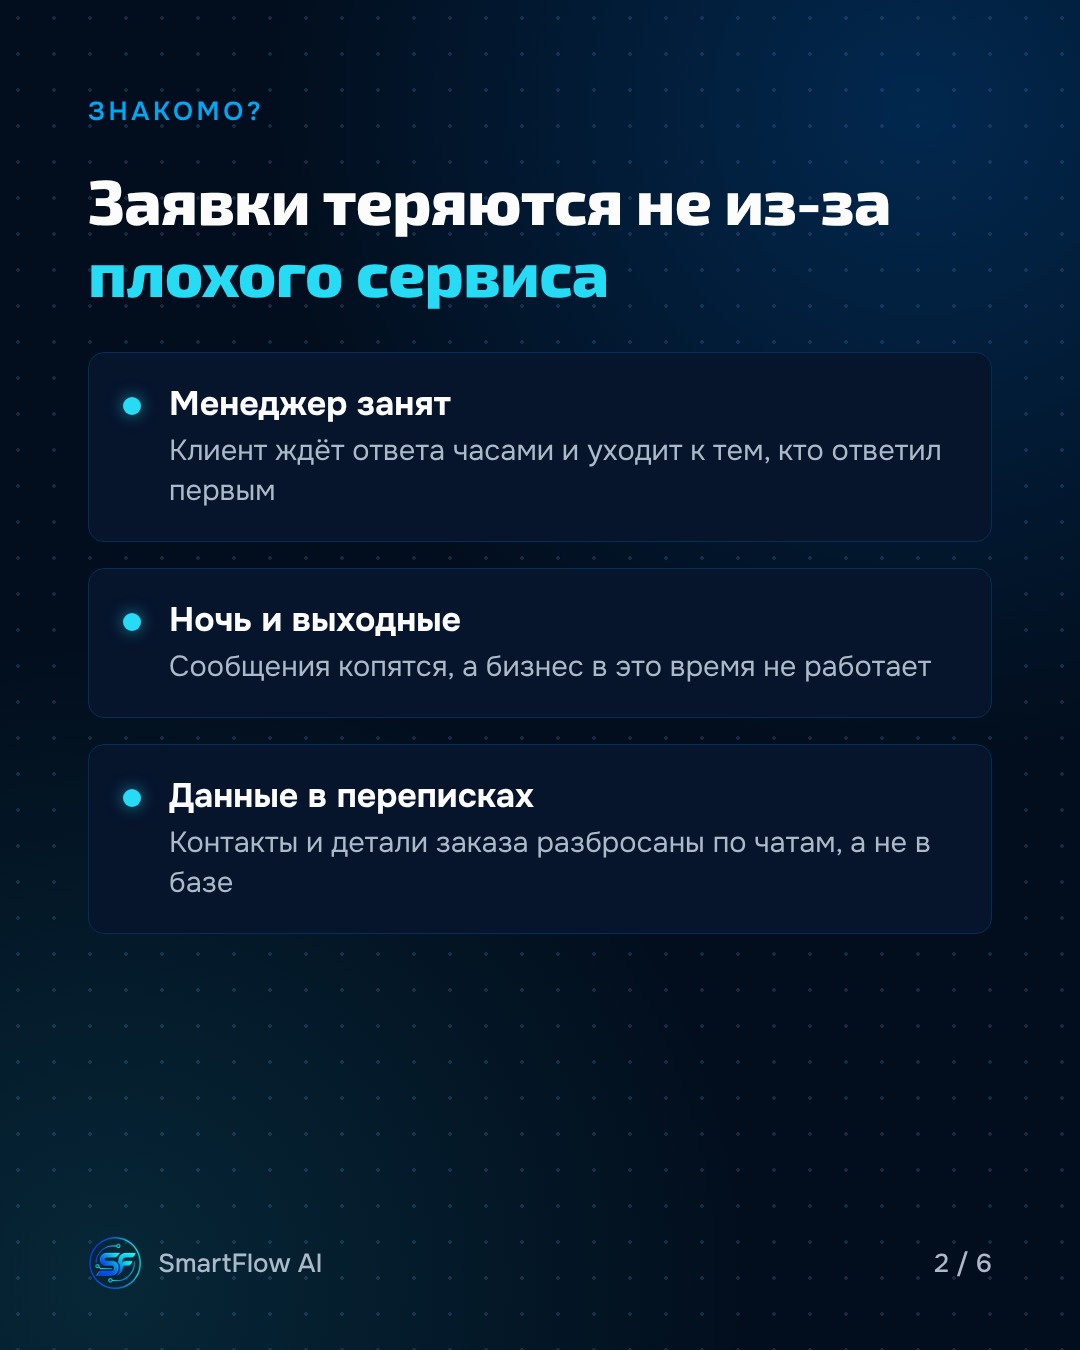 ЗНАКОМО?
Заявки теряются не из-за
плохого сервиса
Менеджер занят
Клиент ждёт ответа часами и уходит к тем, кто ответил
первым
Ночь и выходные
Сообщения копятся, а бизнес в это время не работает
Данные в переписках
Контакты и детали заказа разбросаны по чатам, а не в
базе
SF SmartFlow AI
2 / 6